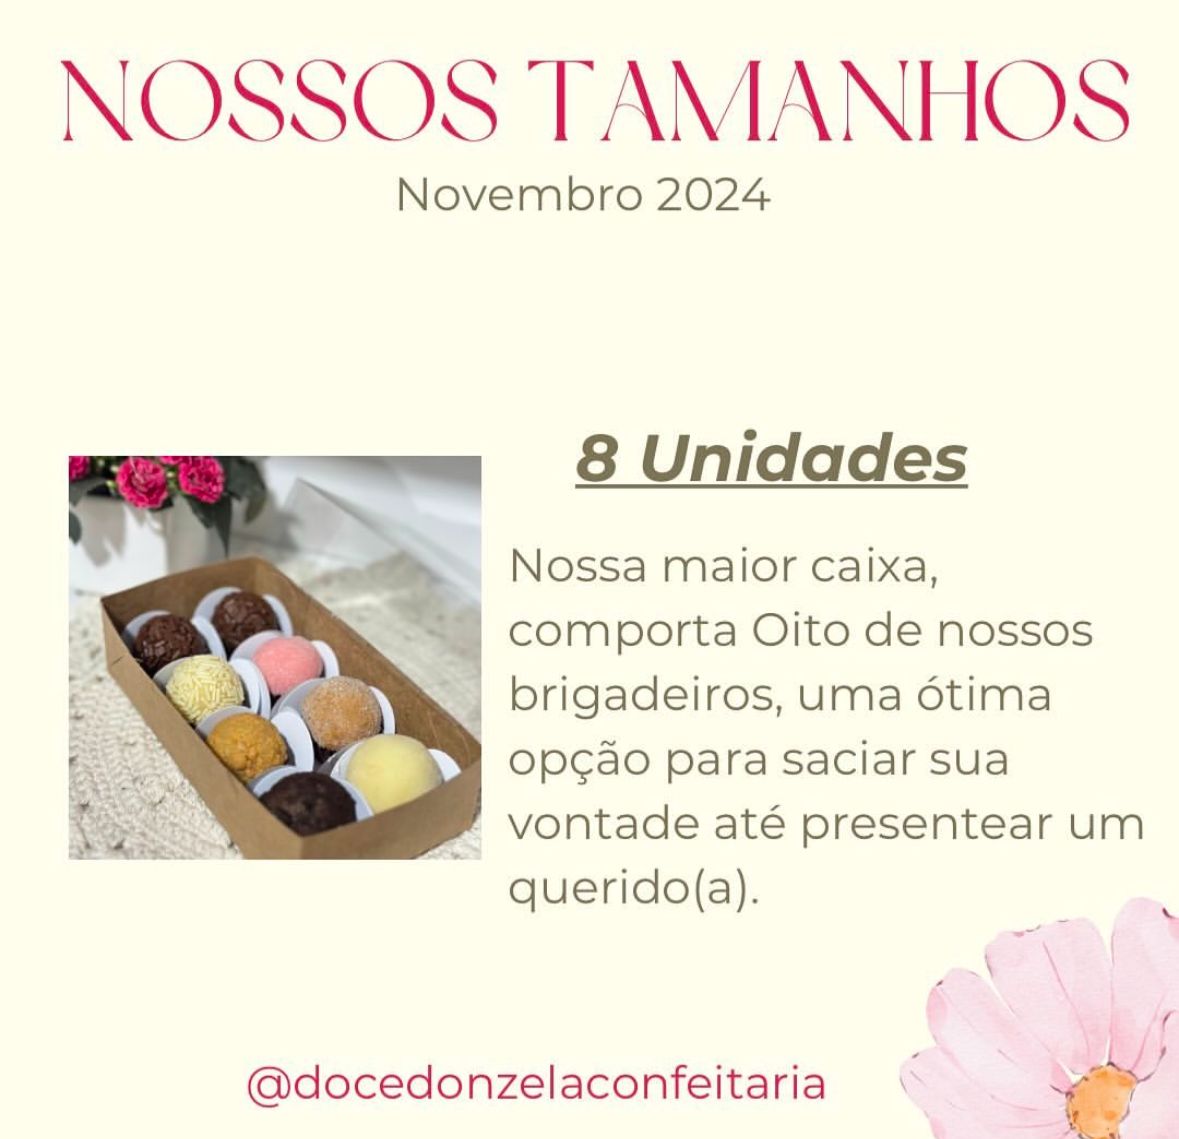 NOSSOS TAMANHOS
Novembro 2024
8 Unidades
Nossa maior caixa,
comporta Oito de nossos
brigadeiros, uma ótima
opção para saciar sua
vontade até presentear um
querido(a).
@docedonzelaconfeitaria